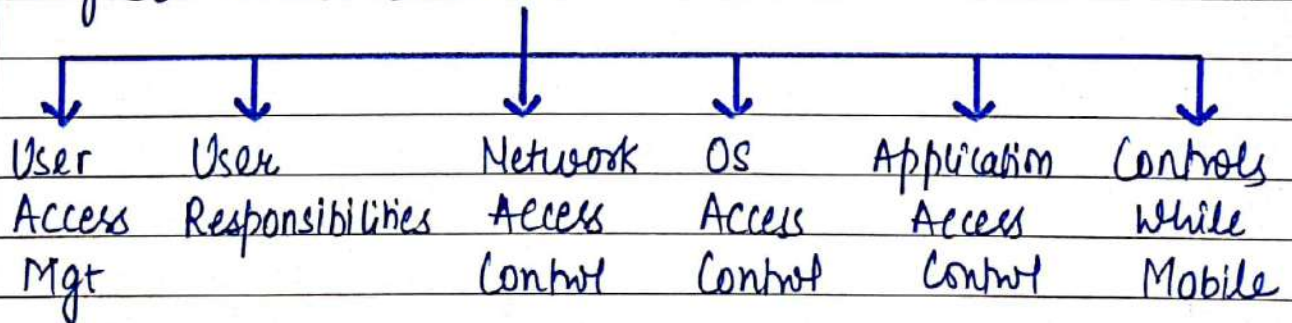 User User Network OS Application Controls
Access Responsibilities Access Access Access While
Mgt Control Control Control Mobile